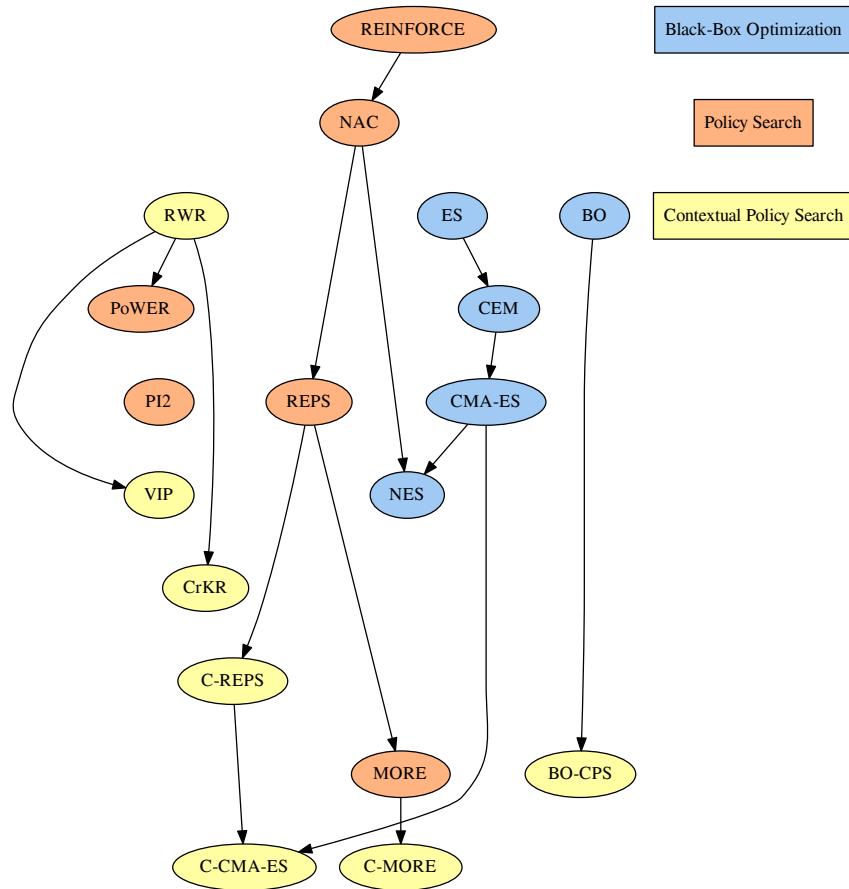 REINFORCE
Black-Box Optimization
NAC
Policy Search
RWR
ES
BO
Contextual Policy Search
PoWER
CEM
PI2
REPS
CMA-ES
VIP
NES
CrKR
C-REPS
MORE
BO-CPS
C-CMA-ES
C-MORE